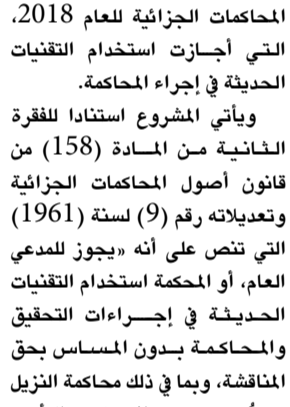 المحاكمات الجزائية للعام 2018،
التي أجازت استخدام التقنيات
الحديثة في إجراء المحاكمة.
ويأتي المشروع استنادا للفقرة
الثانية من المادة (158) من
قانون أصول المحاكمات الجزائية
وتعديلاته رقم (9) لسنة (1961)
التي تنص على أنه «يجوز للمدعي
العام، أو المحكمة استخدام التقنيات
الحديثة في إجراءات التحقيق
والمحاكمة بدون المساس بحق
المناقشة، وبما في ذلك محاكمة النزيل